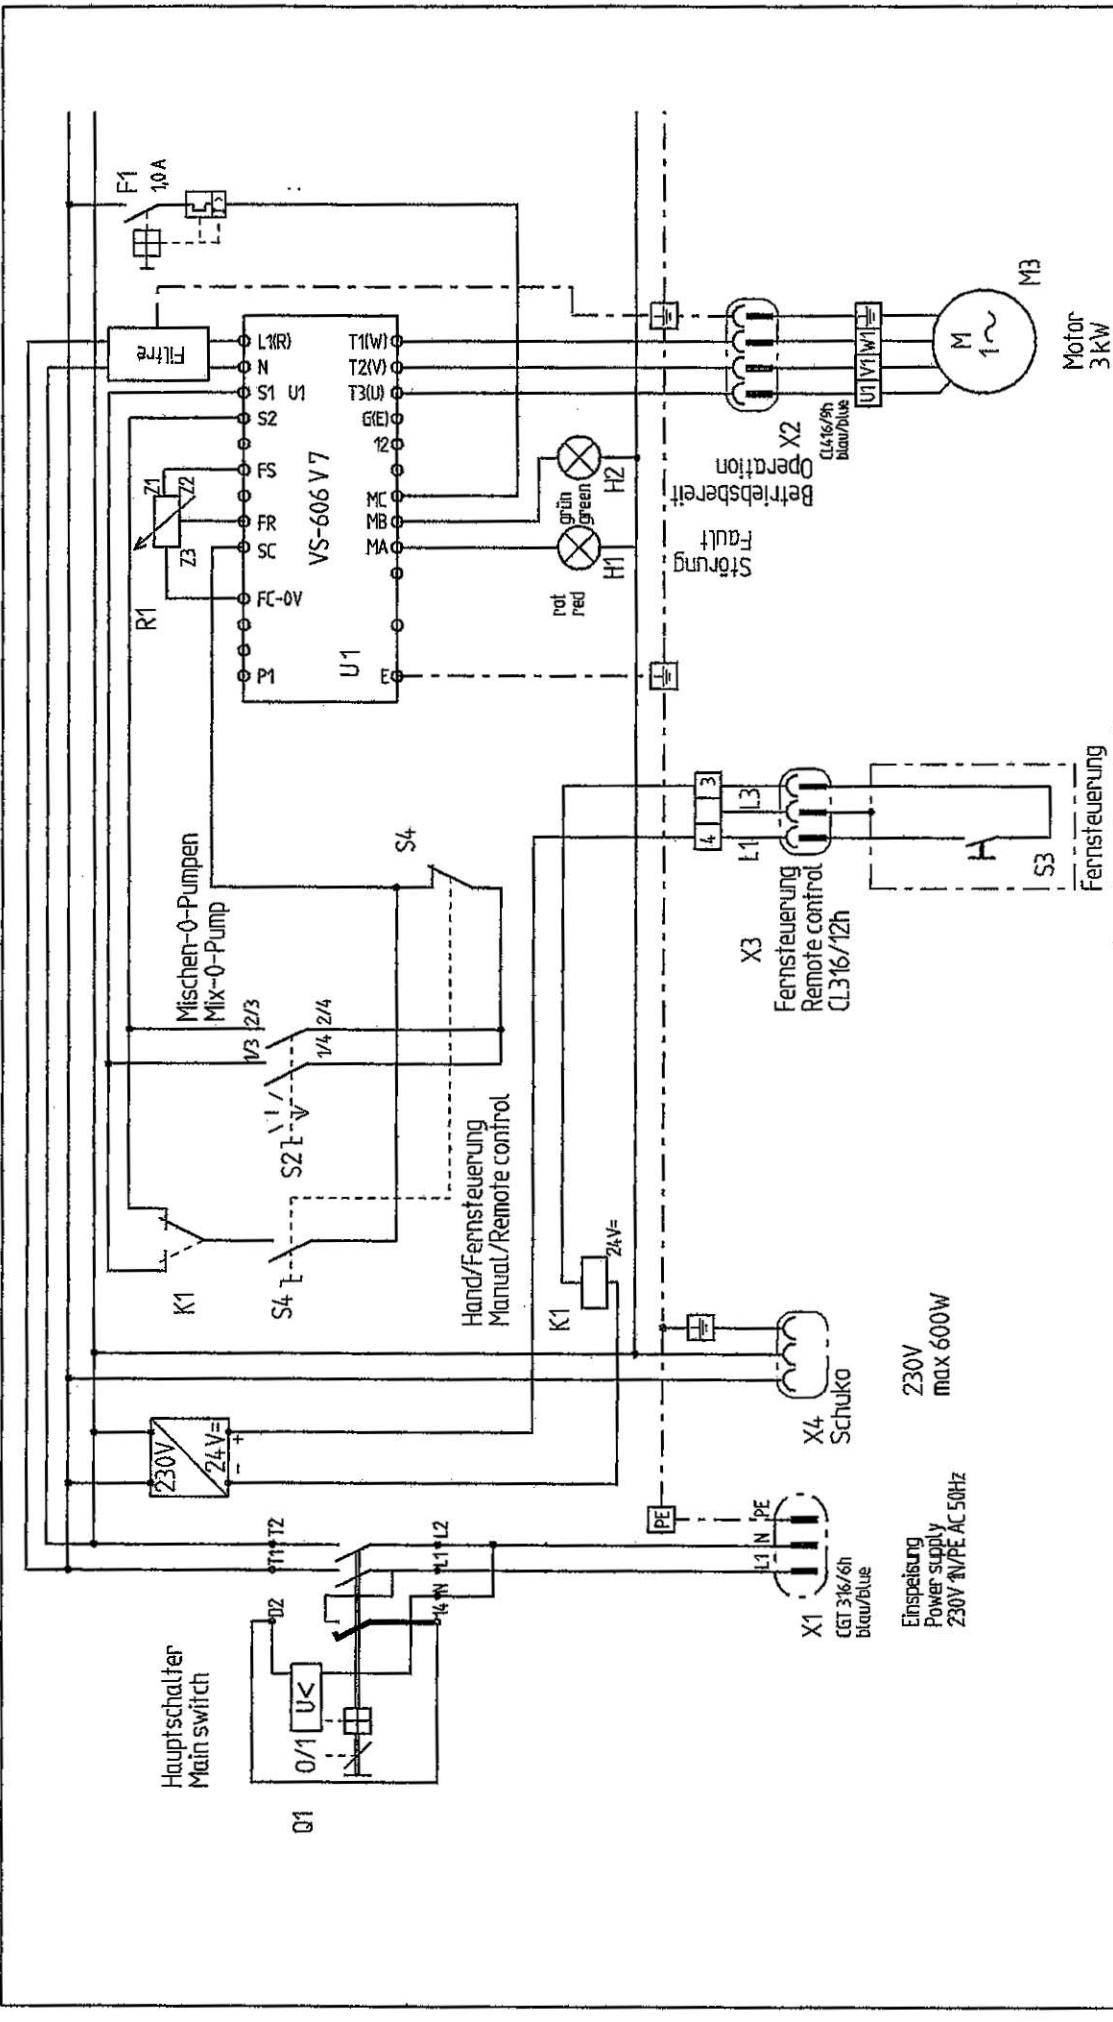 Hauptschalter
Main switch
Q1
0/1
U<
D2
T1
T2
14
N
L1
L2
230V
24V=
+
-
X1
CGT 316/6h
blau/blue
L1
N
PE
PE
Einspeisung
Power supply
230V 1N/PE AC 50Hz
X4
Schuko
230V
max 600W
K1
S4
K1
24V=
Hand/Fernsteuerung
Manual/Remote control
S2
1/3
2/3
1/4
2/4
Mischen-0-Pumpen
Mix-0-Pump
S4
X3
Fernsteuerung
Remote control
CL316/12h
4
3
L1
L3
S3
Fernsteuerung
R1
Z1
Z2
Z3
Filtre
F1
1,0 A
L1(R)
N
S1
U1
S2
FS
FR
SC
FC-0V
P1
VS-606 V7
U1
T1(W)
T2(V)
T3(U)
G(E)
12
MC
MB
MA
E
rot
red
H1
Störung
Fault
grün
green
H2
Betriebsbereit
Operation
X2
CL416/9h
blau/blue
U1
V1
W1
M
1~
M3
Motor
3 KW